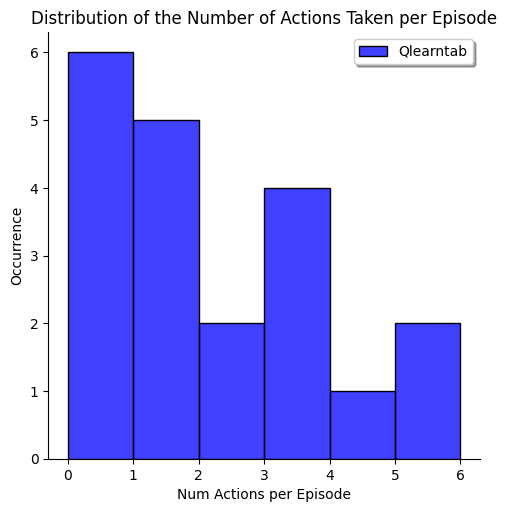 Distribution of the Number of Actions Taken per Episode
Qlearntab
6
5
4
3
2
1
0
Occurrence
0 1 2 3 4 5 6
Num Actions per Episode